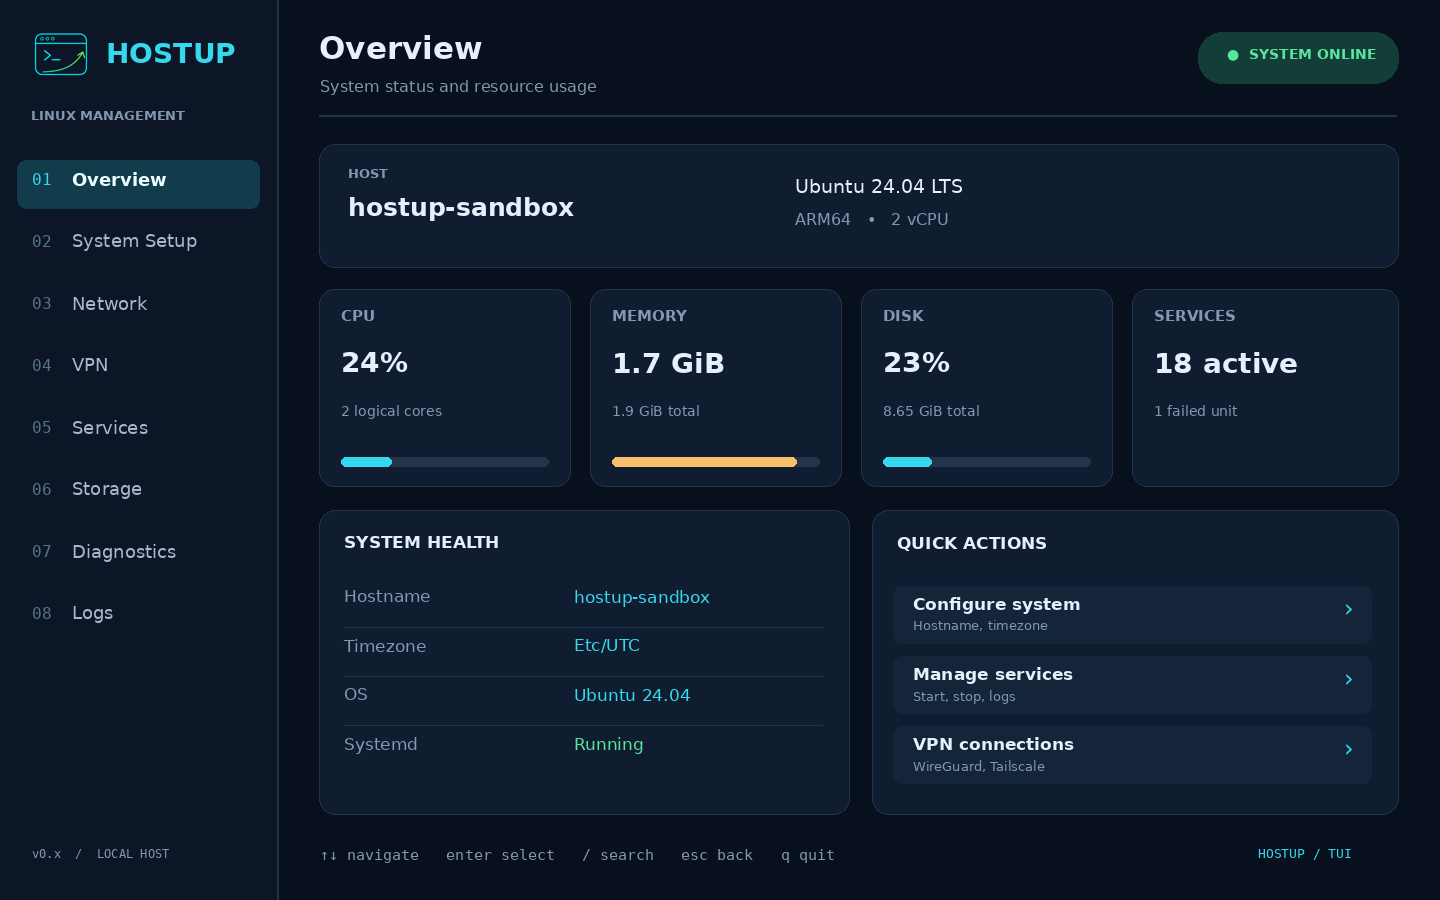 HOSTUP
LINUX MANAGEMENT
01 Overview
02 System Setup
03 Network
04 VPN
05 Services
06 Storage
07 Diagnostics
08 Logs
v0.x / LOCAL HOST
Overview
System status and resource usage
● SYSTEM ONLINE
HOST
hostup-sandbox
Ubuntu 24.04 LTS
ARM64 • 2 vCPU
CPU
24%
2 logical cores
MEMORY
1.7 GiB
1.9 GiB total
DISK
23%
8.65 GiB total
SERVICES
18 active
1 failed unit
SYSTEM HEALTH
Hostname hostup-sandbox
Timezone Etc/UTC
OS Ubuntu 24.04
Systemd Running
QUICK ACTIONS
Configure system
Hostname, timezone
›
Manage services
Start, stop, logs
›
VPN connections
WireGuard, Tailscale
›
↑↓ navigate enter select / search esc back q quit
HOSTUP / TUI